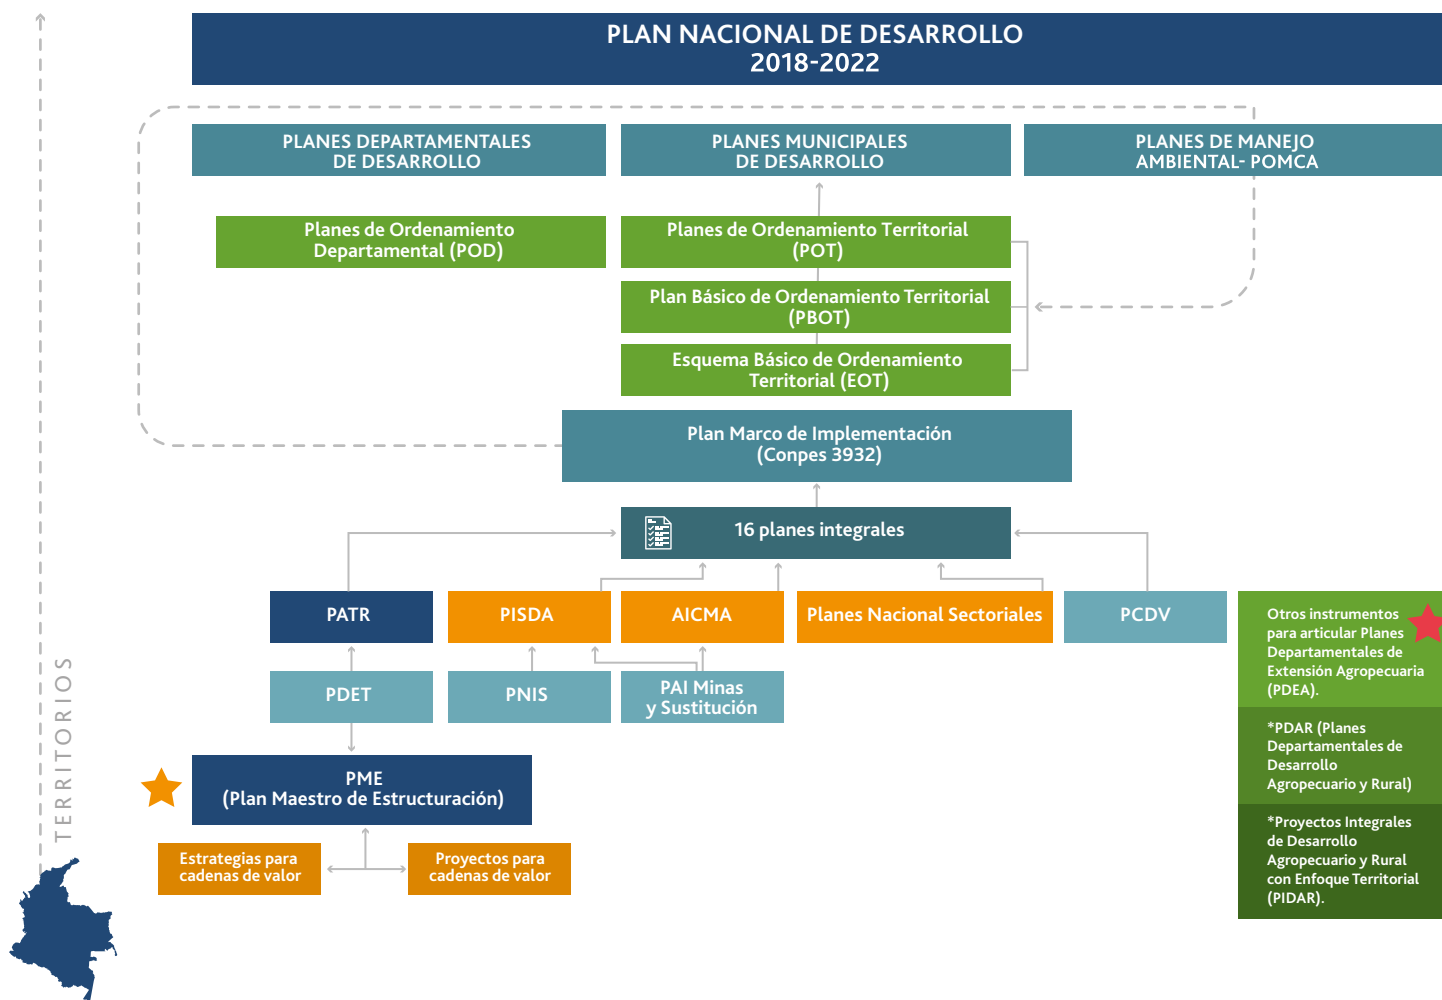 PLAN NACIONAL DE DESARROLLO
2018-2022
PLANES DEPARTAMENTALES
DE DESARROLLO
PLANES MUNICIPALES
DE DESARROLLO
PLANES DE MANEJO
AMBIENTAL- POMCA
Planes de Ordenamiento
Departamental (POD)
Planes de Ordenamiento Territorial
(POT)
Plan Básico de Ordenamiento Territorial
(PBOT)
Esquema Básico de Ordenamiento
Territorial (EOT)
Plan Marco de Implementación
(Conpes 3932)
16 planes integrales
PATR
PISDA
AICMA
Planes Nacional Sectoriales
PCDV
PDET
PNIS
PAI Minas
y Sustitución
PME
(Plan Maestro de Estructuración)
Estrategias para
cadenas de valor
Proyectos para
cadenas de valor
Otros instrumentos
para articular Planes
Departamentales de
Extensión Agropecuaria
(PDEA).
*PDAR (Planes
Departamentales de
Desarrollo
Agropecuario y Rural)
*Proyectos Integrales
de Desarrollo
Agropecuario y Rural
con Enfoque Territorial
(PIDAR).
TERRITORIOS